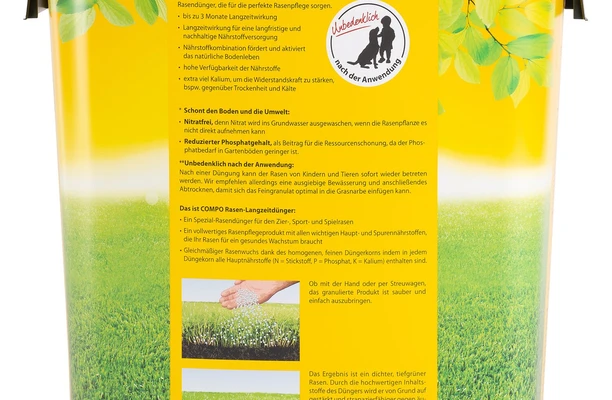 Rasendünger, die für die perfekte Rasenpflege sorgen.
• bis zu 3 Monate Langzeitwirkung
• Langzeitwirkung für eine langfristige und
nachhaltige Nährstoffversorgung
• Nährstoffkombination fördert und aktiviert
das natürliche Bodenleben
• hohe Verfügbarkeit der Nährstoffe
• extra viel Kalium, um die Widerstandskraft zu stärken,
bspw. gegenüber Trockenheit und Kälte
Unbedenklich
nach der Anwendung
* Schont den Boden und die Umwelt:
• Nitratfrei, denn Nitrat wird ins Grundwasser ausgewaschen, wenn die Rasenpflanze es
nicht direkt aufnehmen kann
• Reduzierter Phosphatgehalt, als Beitrag für die Ressourcenschonung, da der Phos-
phatbedarf in Gartenböden geringer ist.
**Unbedenklich nach der Anwendung:
Nach einer Düngung kann der Rasen von Kindern und Tieren sofort wieder betreten
werden. Wir empfehlen allerdings eine ausgiebige Bewässerung und anschließendes
Abtrocknen, damit sich das Feingranulat optimal in die Grasnarbe einfügen kann.
Das ist COMPO Rasen-Langzeitdünger:
• Ein Spezial-Rasendünger für den Zier-, Sport- und Spielrasen
• Ein vollwertiges Rasenpflegeprodukt mit allen wichtigen Haupt- und Spurennährstoffen,
die Ihr Rasen für ein gesundes Wachstum braucht
• Gleichmäßiger Rasenwuchs dank des homogenen, feinen Düngerkorns indem in jedem
Düngekorn alle Hauptnährstoffe (N = Stickstoff, P = Phosphat, K = Kalium) enthalten sind.
Ob mit der Hand oder per Streuwagen,
das granulierte Produkt ist sauber und
einfach auszubringen.
Das Ergebnis ist ein dichter, tiefgrüner
Rasen. Durch die hochwertigen Inhalts-
stoffe des Düngers wird er von Grund auf
gestärkt und strapazierfähiger gegen